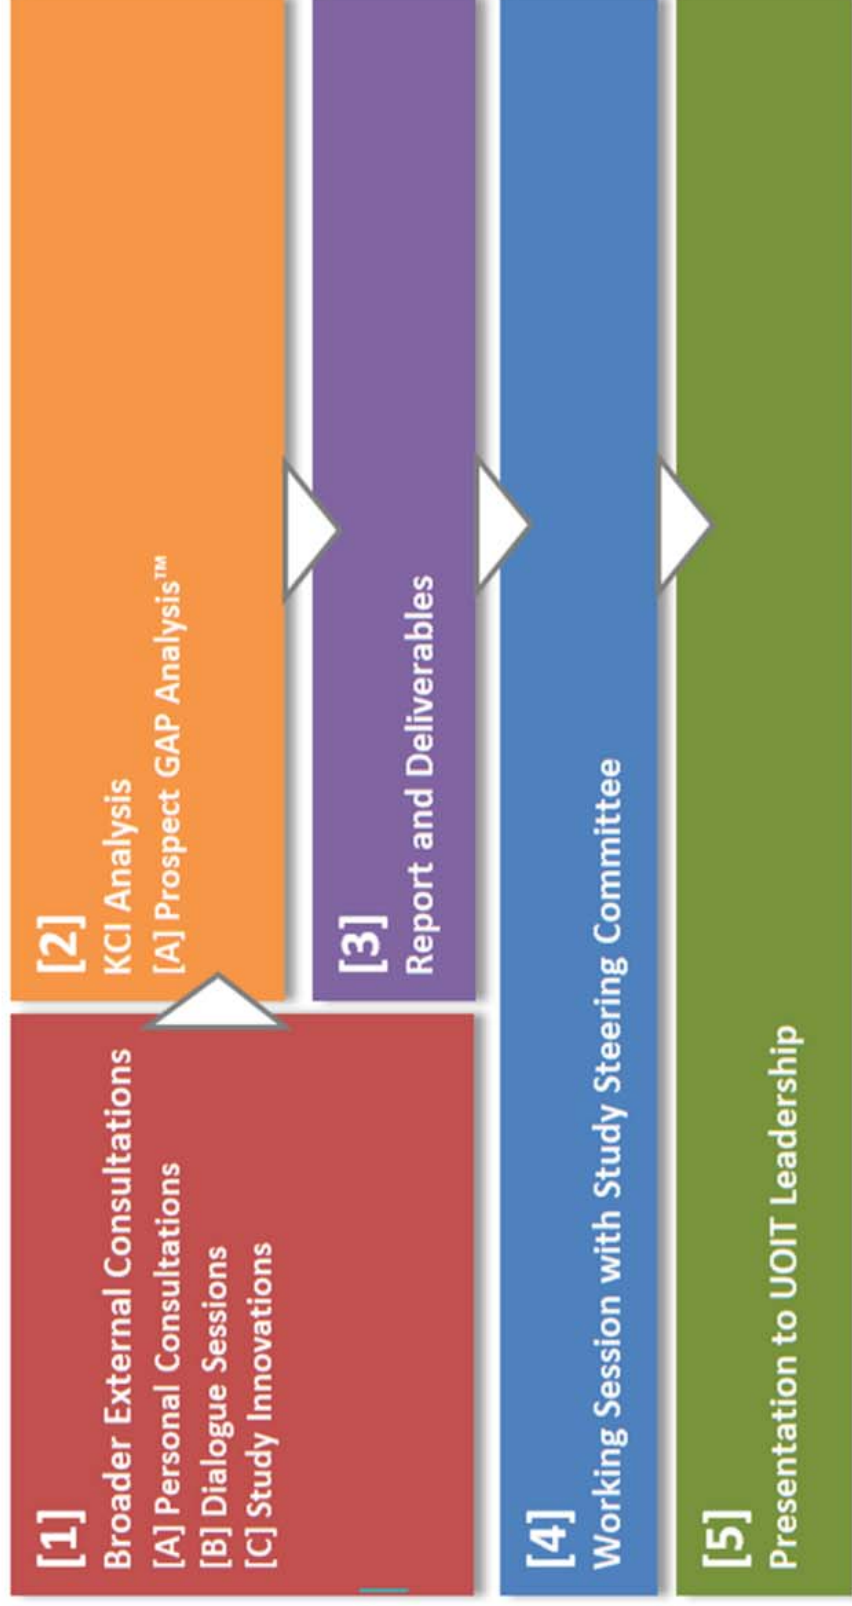 [1]
Broader External Consultations
[A] Personal Consultations
[B] Dialogue Sessions
[C] Study Innovations
[2]
KCI Analysis
[A] Prospect GAP Analysis™
[3]
Report and Deliverables
[4]
Working Session with Study Steering Committee
[5]
Presentation to UOIT Leadership